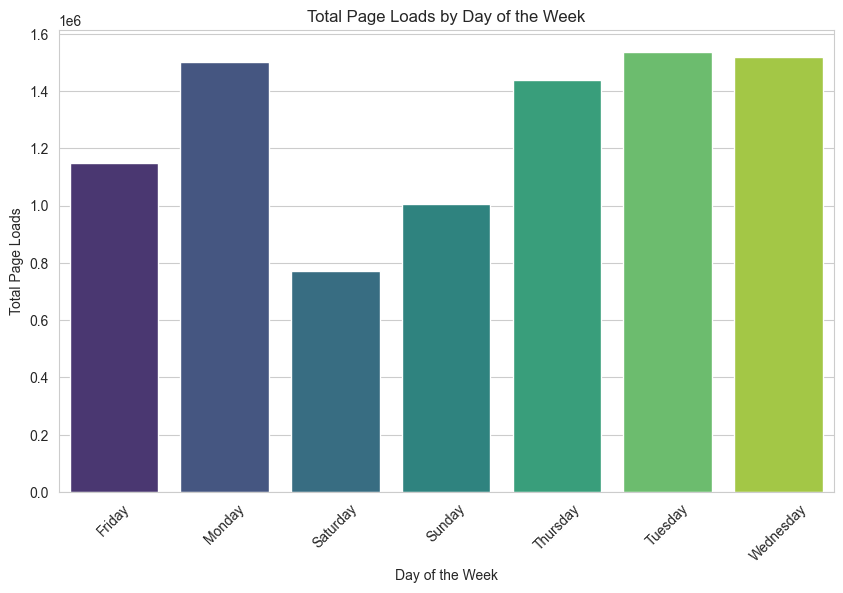 Total Page Loads by Day of the Week
1e6
1.6
1.4
1.2
1.0
0.8
0.6
0.4
0.2
0.0
Total Page Loads
Friday
Monday
Saturday
Sunday
Thursday
Tuesday
Wednesday
Day of the Week